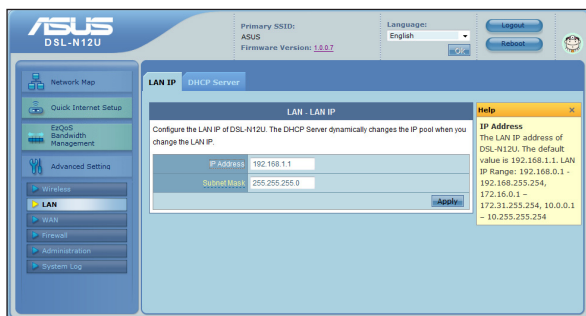 ASUS
DSL-N12U
Primary SSID:
ASUS
Firmware Version: 1.0.0.7
Language:
English
OK
Logout
Reboot
Network Map
Quick Internet Setup
EzQoS
Bandwidth
Management
Advanced Setting
Wireless
LAN
WAN
Firewall
Administration
System Log
LAN IP
DHCP Server
LAN - LAN IP
Configure the LAN IP of DSL-N12U. The DHCP Server dynamically changes the IP pool when you
change the LAN IP.
IP Address 192.168.1.1
Subnet Mask 255.255.255.0
Apply
Help ×
IP Address
The LAN IP address of
DSL-N12U. The default
value is 192.168.1.1. LAN
IP Range: 192.168.0.1 -
192.168.255.254,
172.16.0.1 –
172.31.255.254, 10.0.0.1
– 10.255.255.254